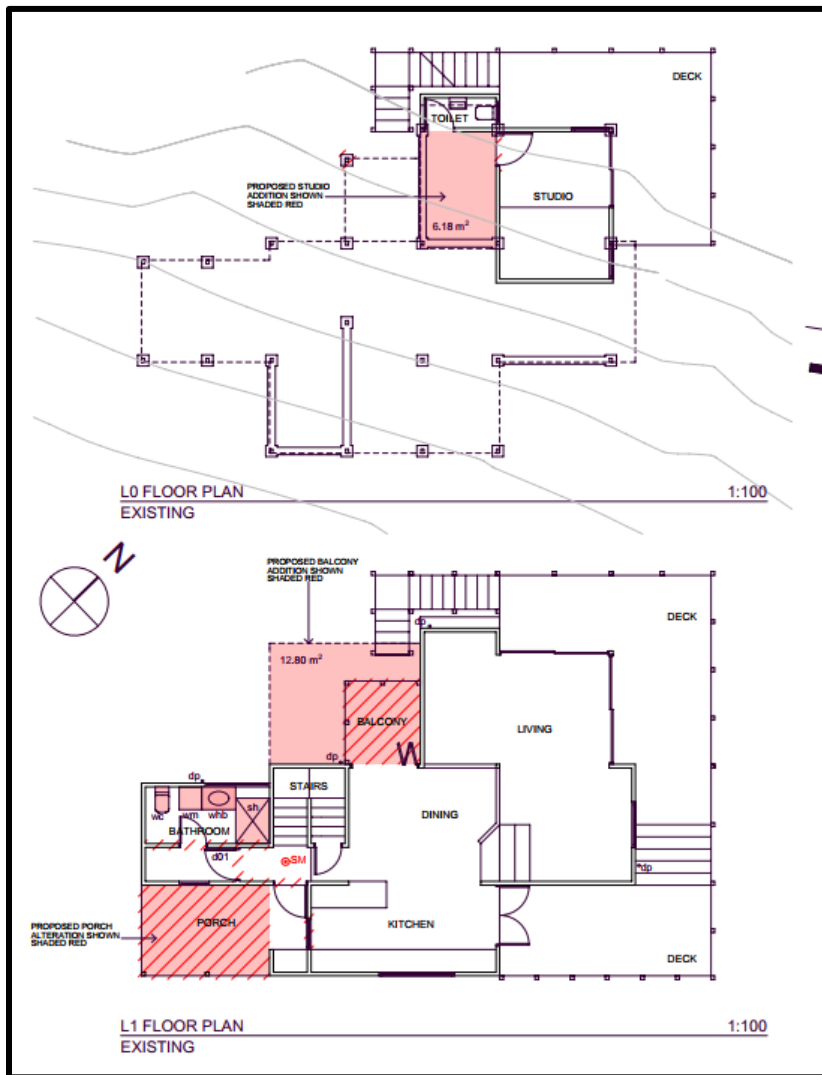 DECK
TOILET
PROPOSED STUDIO
ADDITION SHOWN
SHADED RED
STUDIO
6.18 m²
L0 FLOOR PLAN
1:100
EXISTING
N
PROPOSED BALCONY
ADDITION SHOWN
SHADED RED
dp
DECK
12.80 m²
BALCONY
LIVING
W
dp
dp
STAIRS
wc
wm
whb
sh
DINING
BATHROOM
d01
SM
dp
PROPOSED PORCH
ALTERATION SHOWN
SHADED RED
PORCH
KITCHEN
DECK
L1 FLOOR PLAN
1:100
EXISTING